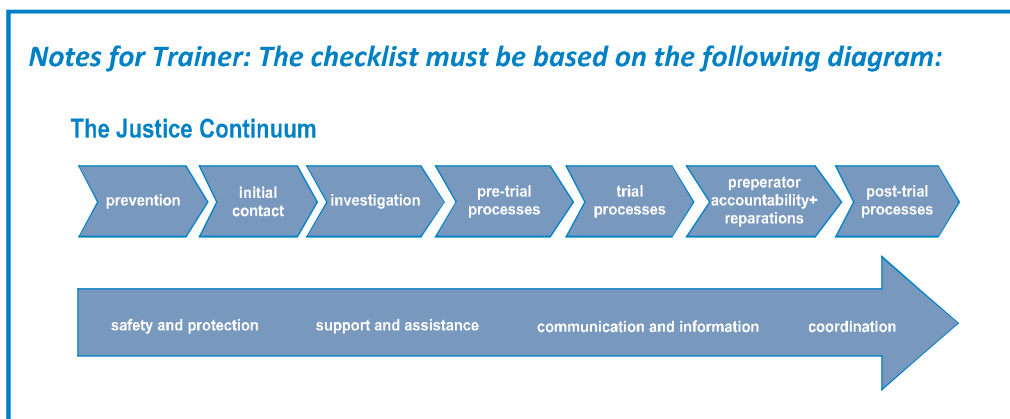 Notes for Trainer: The checklist must be based on the following diagram:
The Justice Continuum
prevention
initial
contact
investigation
pre-trial
processes
trial
processes
preperator
accountability+
reparations
post-trial
processes
safety and protection
support and assistance
communication and information
coordination